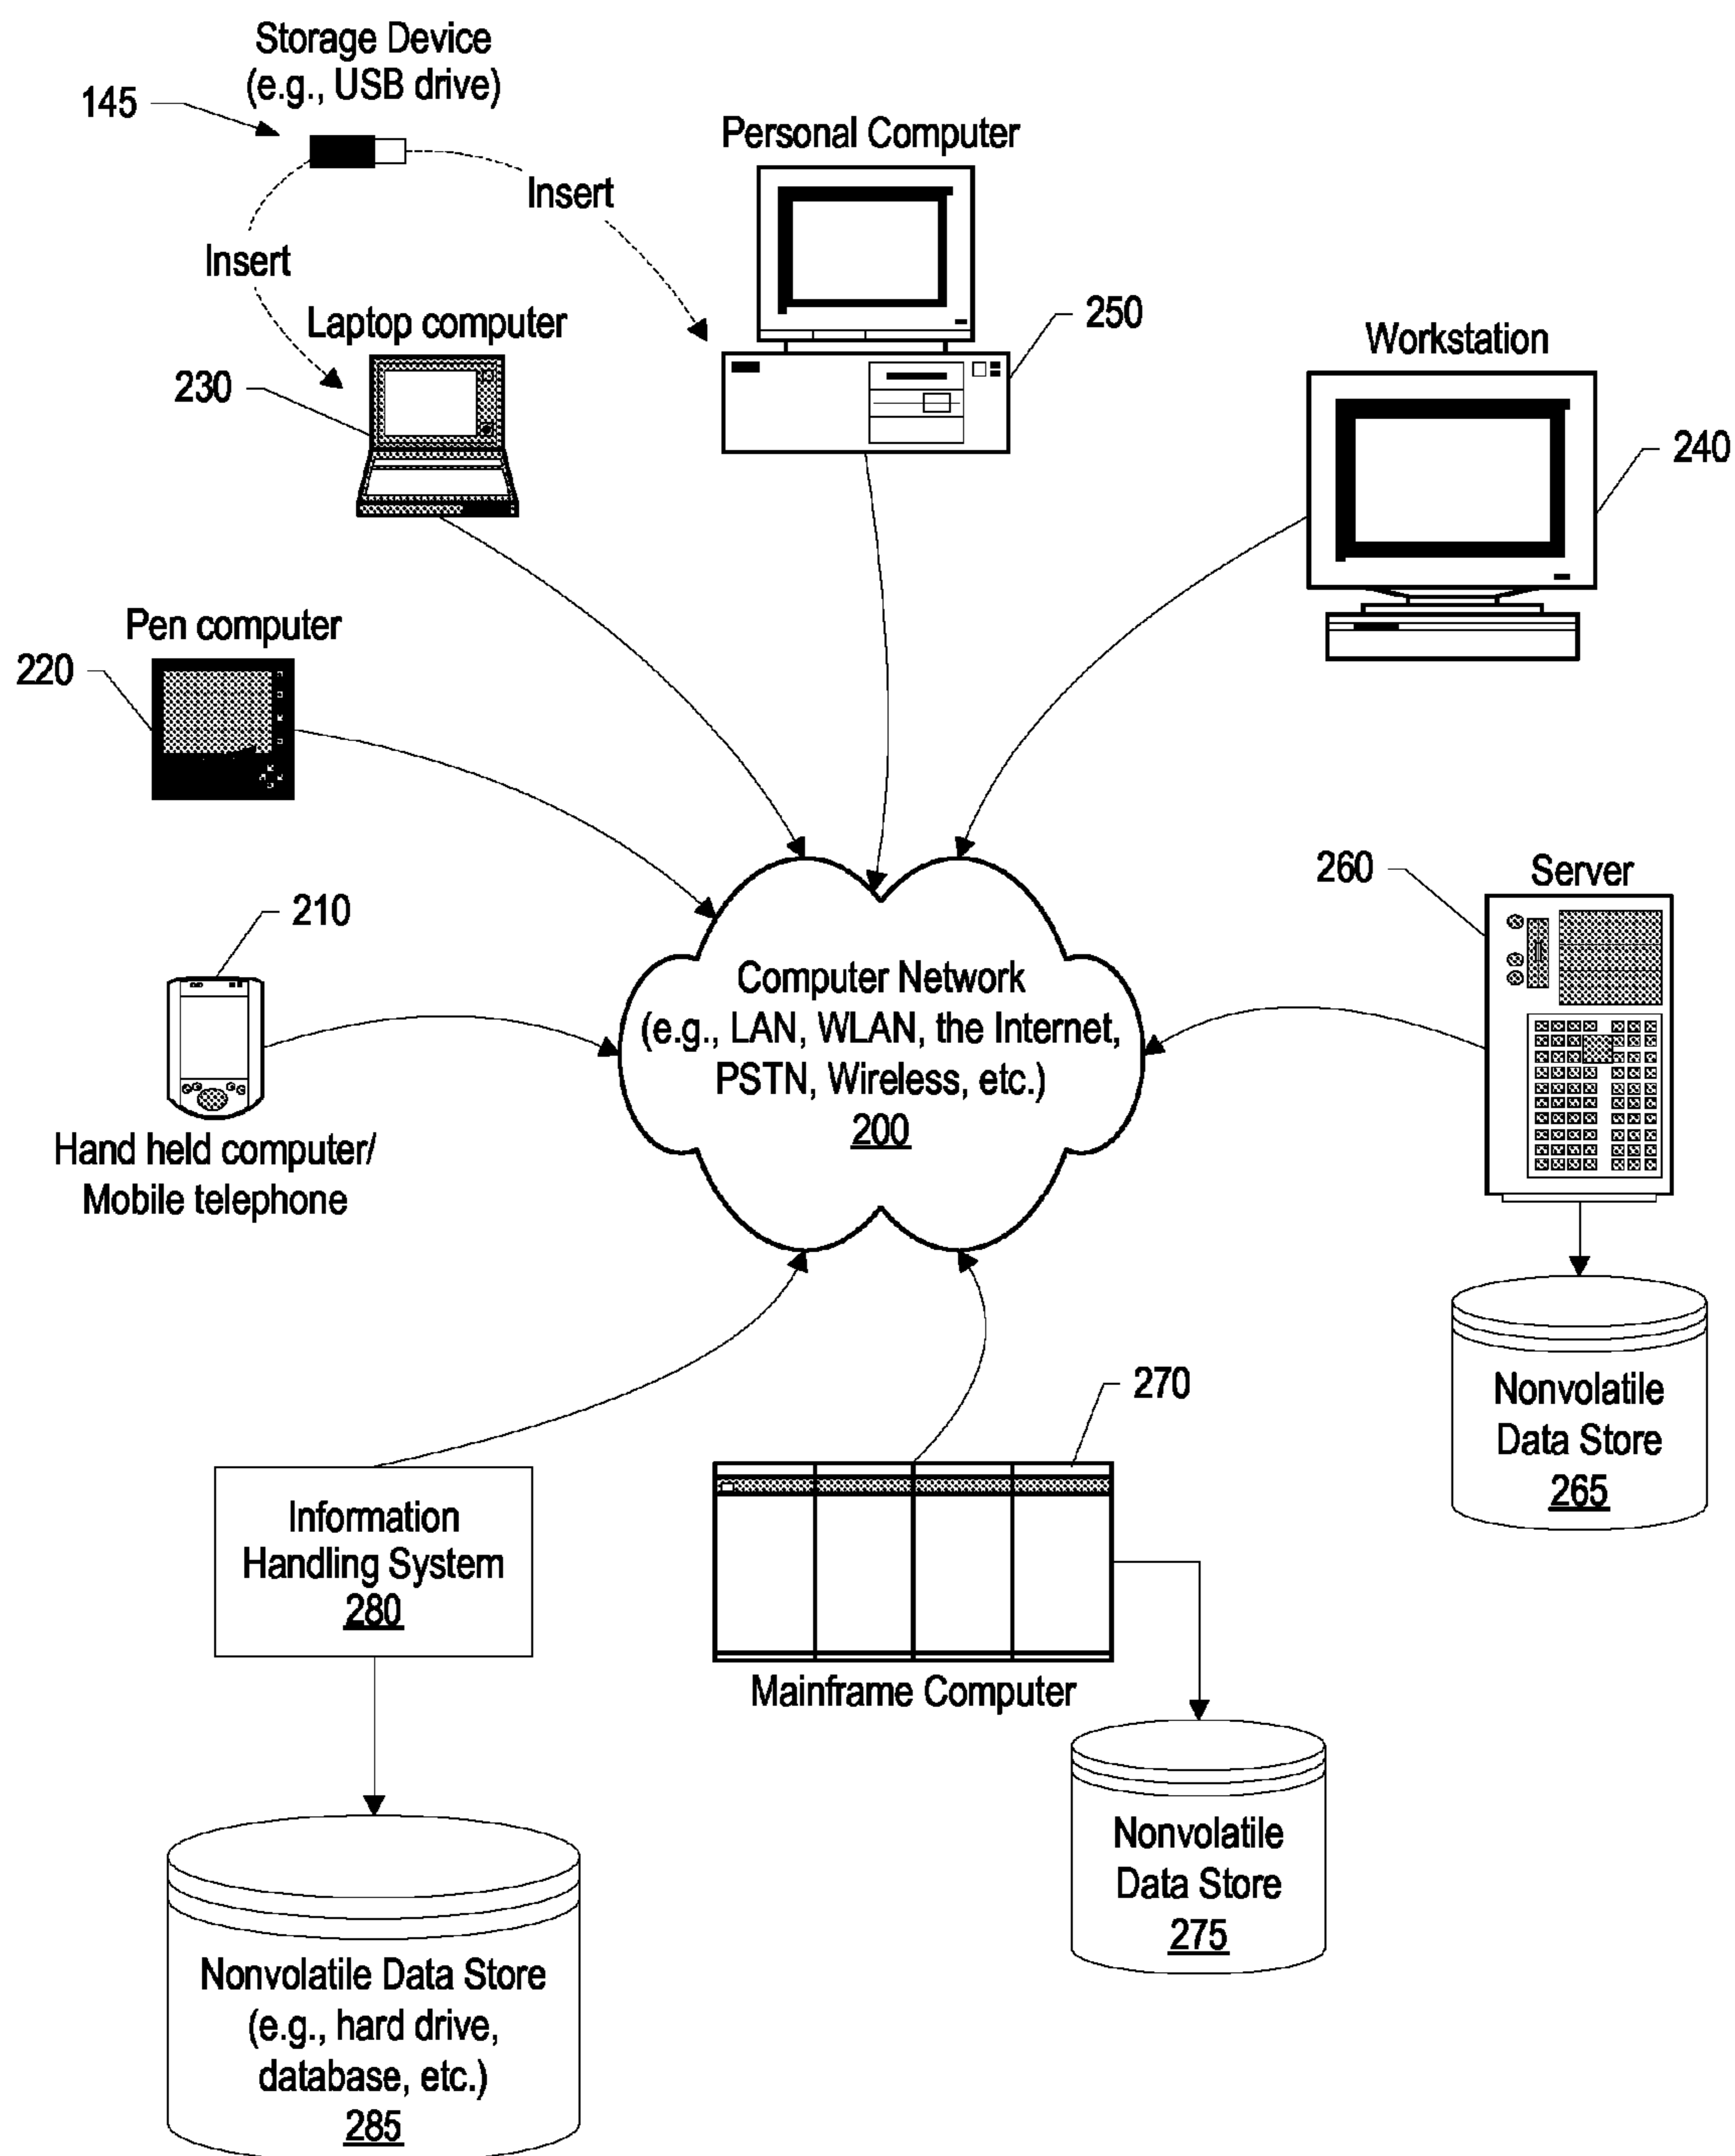 Storage Device
(e.g., USB drive)
145
Personal Computer
Insert
Insert
Laptop computer
250
Workstation
230
240
Pen computer
220
260
Server
210
Computer Network
(e.g., LAN, WLAN, the Internet,
PSTN, Wireless, etc.)
200
Hand held computer/
Mobile telephone
270
Nonvolatile
Data Store
265
Information
Handling System
280
Mainframe Computer
Nonvolatile
Data Store
275
Nonvolatile Data Store
(e.g., hard drive,
database, etc.)
285